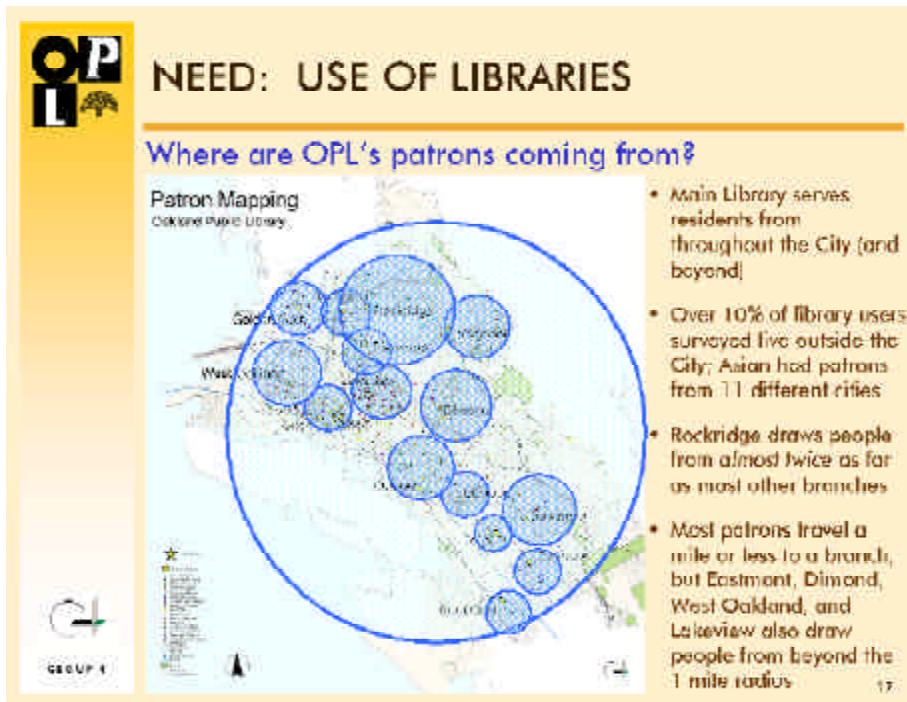 OPL
NEED: USE OF LIBRARIES
Where are OPL's patrons coming from?
Patron Mapping
Oakland Public Library
Rockridge
West Oakland
• Main Library serves
residents from
throughout the City (and
beyond)
• Over 10% of library users
surveyed live outside the
City; Asian had patrons
from 11 different cities
• Rockridge draws people
from almost twice as far
as most other branches
• Most patrons travel a
mile or less to a branch,
but Eastmont, Dimond,
West Oakland, and
Lakeview also draw
people from beyond the
1 mile radius
GROUP 4
17